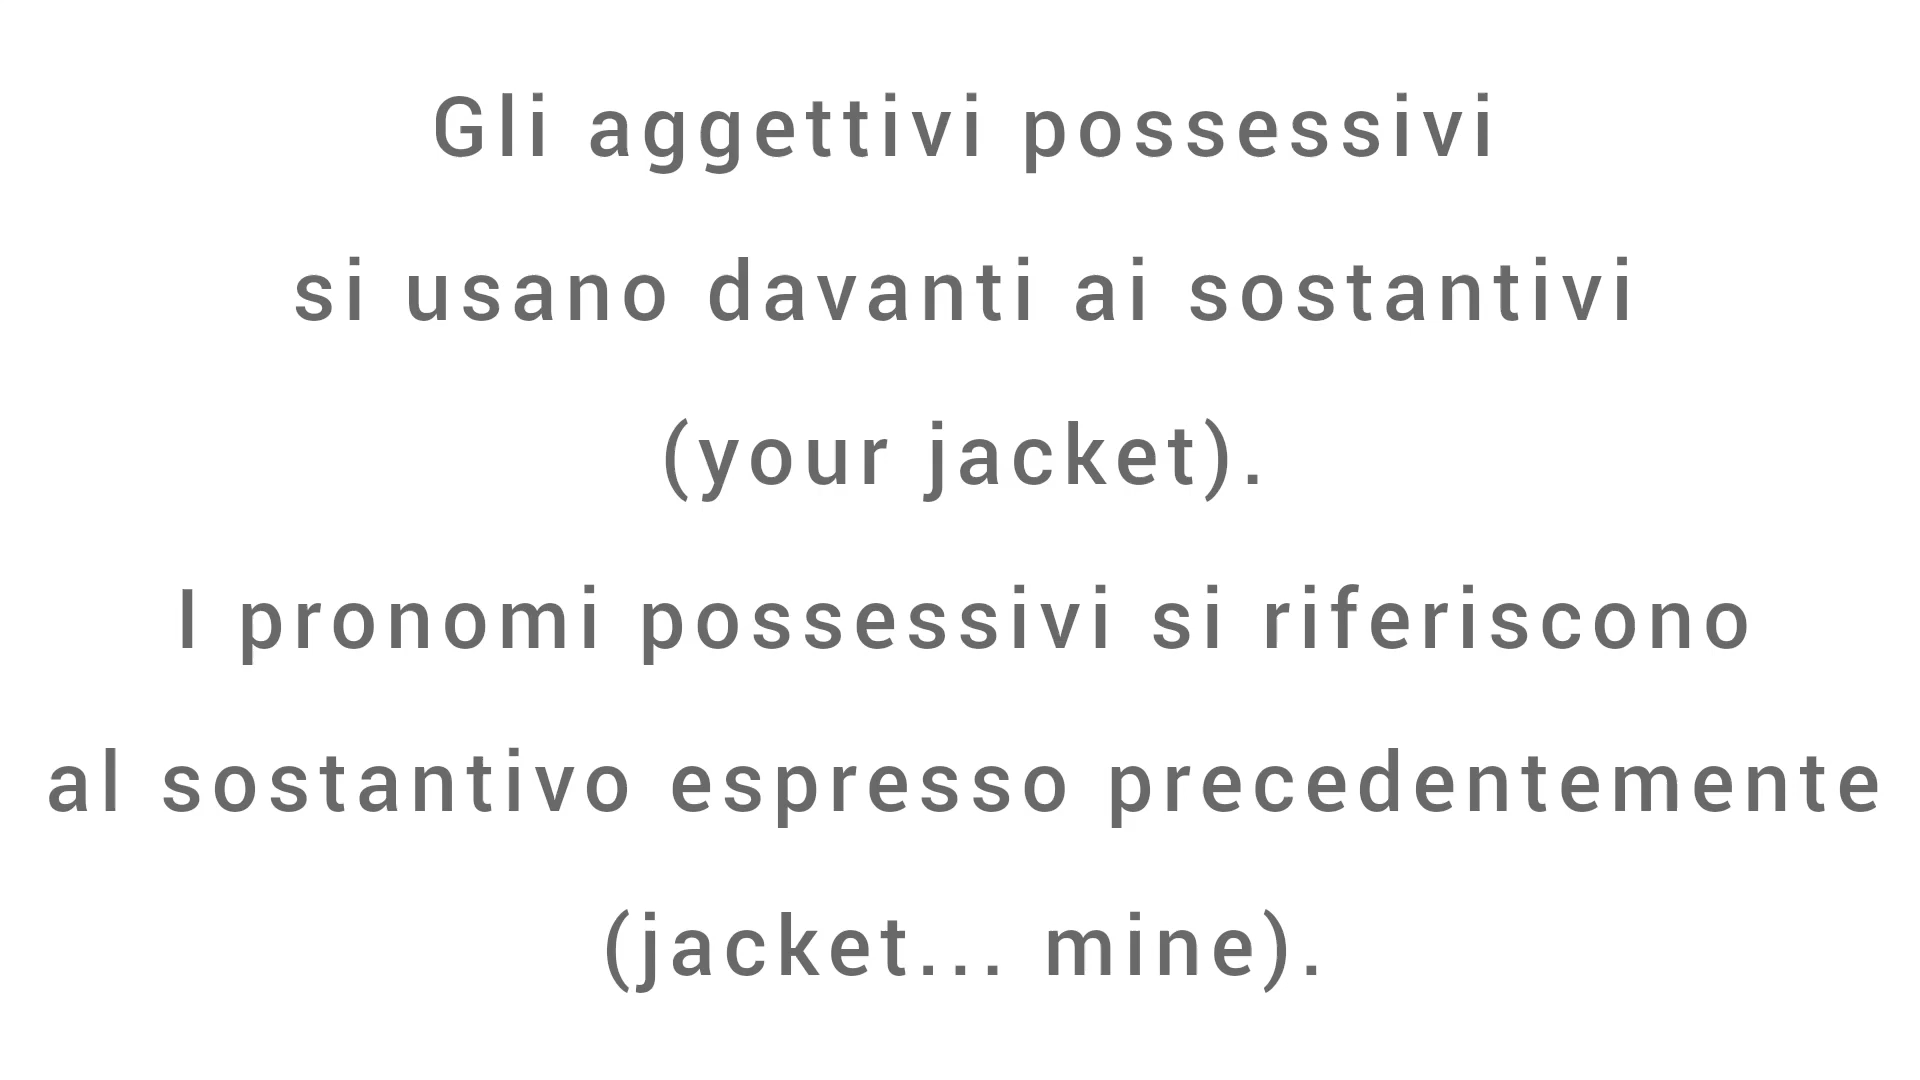 Gli aggettivi possessivi
si usano davanti ai sostantivi
(your jacket).
I pronomi possessivi si riferiscono
al sostantivo espresso precedentemente
(jacket... mine).